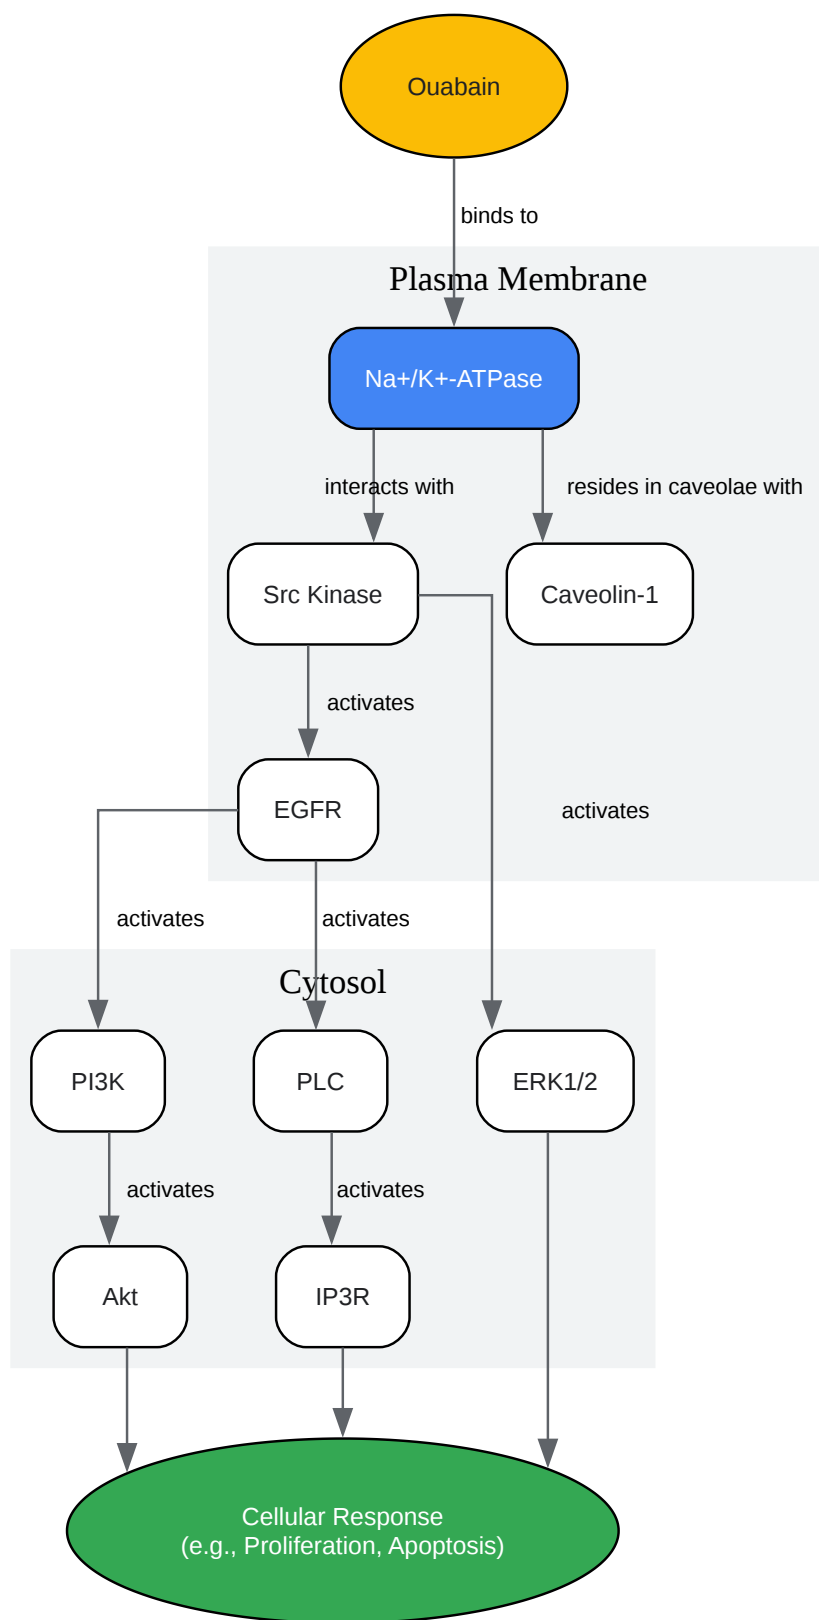 Ouabain
binds to
Plasma Membrane
Na+/K+-ATPase
interacts with
resides in caveolae with
Src Kinase
Caveolin-1
activates
EGFR
activates
activates
activates
Cytosol
PI3K
PLC
ERK1/2
activates
activates
Akt
IP3R
Cellular Response
(e.g., Proliferation, Apoptosis)